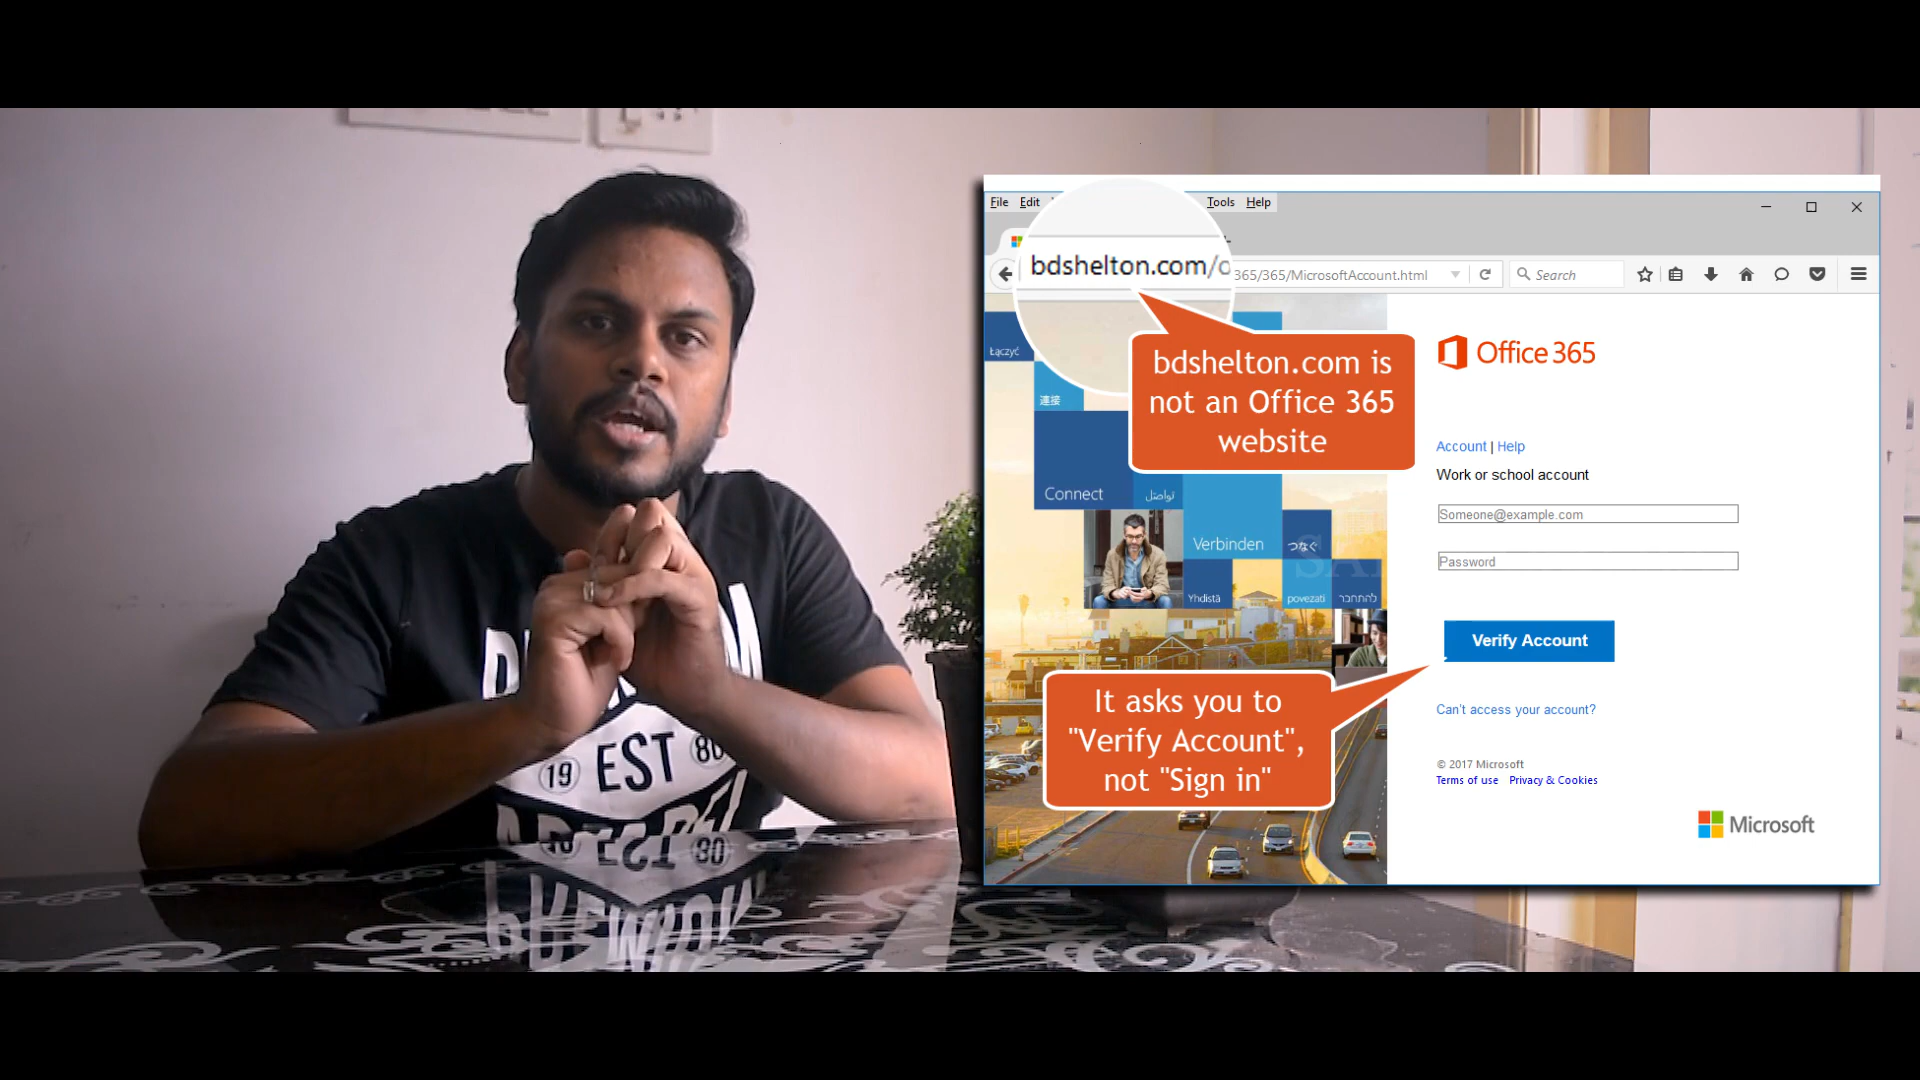 File Edit Tools Help
bdshelton.com/o
365/365/MicrosoftAccount.html
Search
bdshelton.com is
not an Office 365
website
Office 365
Łączyć
連接
Account | Help
Work or school account
Connect
تواصل
Someone@example.com
Verbinden
つなぐ
Password
Yhdistä
povezati
להתחבר
Verify Account
It asks you to
"Verify Account",
not "Sign in"
Can't access your account?
© 2017 Microsoft
Terms of use Privacy & Cookies
Microsoft
19 EST 80